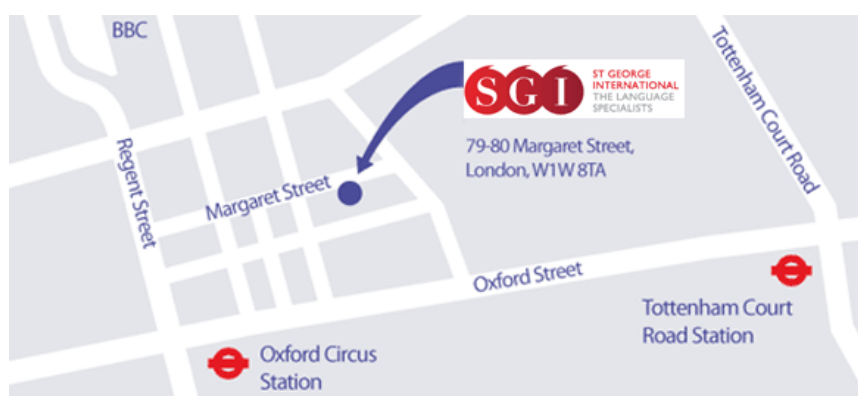 BBC
Tottenham Court Road
SGI
ST GEORGE
INTERNATIONAL
THE LANGUAGE
SPECIALISTS
79-80 Margaret Street,
London, W1W 8TA
Regent Street
Margaret Street
Oxford Street
Tottenham Court
Road Station
Oxford Circus
Station